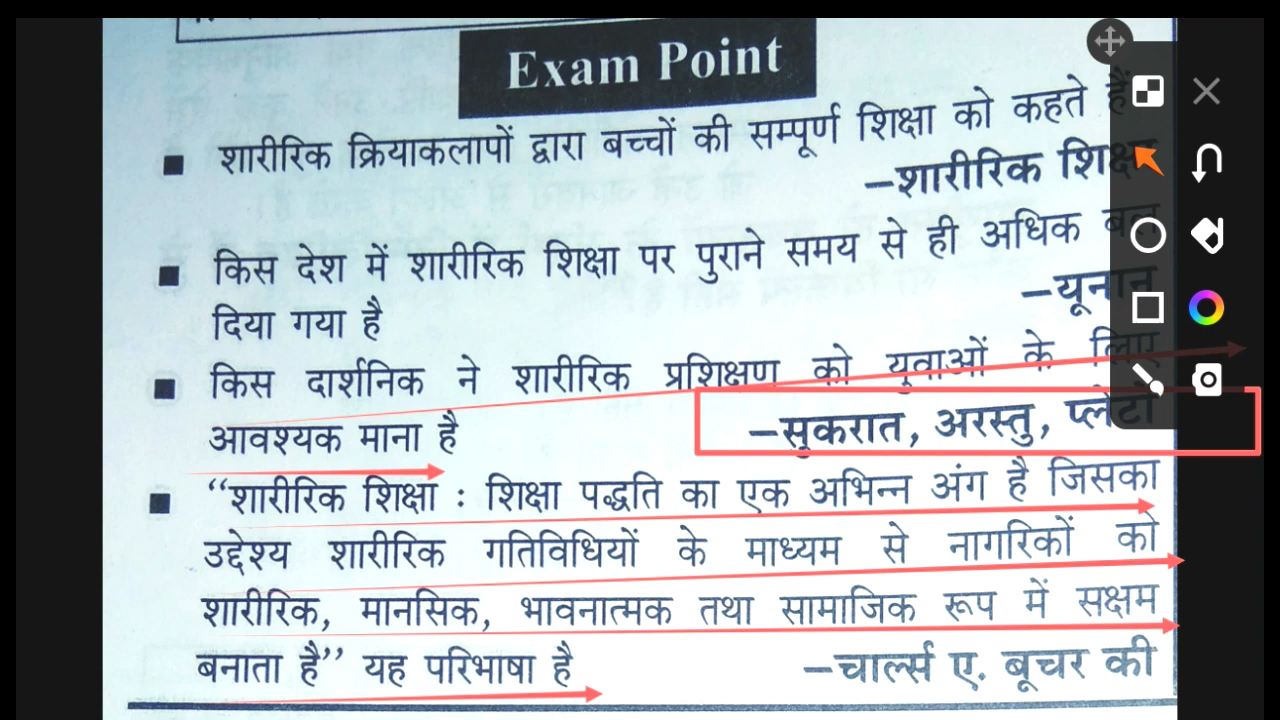 Exam Point
■ शारीरिक क्रियाकलापों द्वारा बच्चों की सम्पूर्ण शिक्षा को कहते हैं
–शारीरिक शिक्षा
■ किस देश में शारीरिक शिक्षा पर पुराने समय से ही अधिक बल
दिया गया है –यूनान
■ किस दार्शनिक ने शारीरिक प्रशिक्षण को युवाओं के लिए
आवश्यक माना है –सुकरात, अरस्तु, प्लेटो
■ “शारीरिक शिक्षा : शिक्षा पद्धति का एक अभिन्न अंग है जिसका
उद्देश्य शारीरिक गतिविधियों के माध्यम से नागरिकों को
शारीरिक, मानसिक, भावनात्मक तथा सामाजिक रूप में सक्षम
बनाता है” यह परिभाषा है –चार्ल्स ए. बूचर की